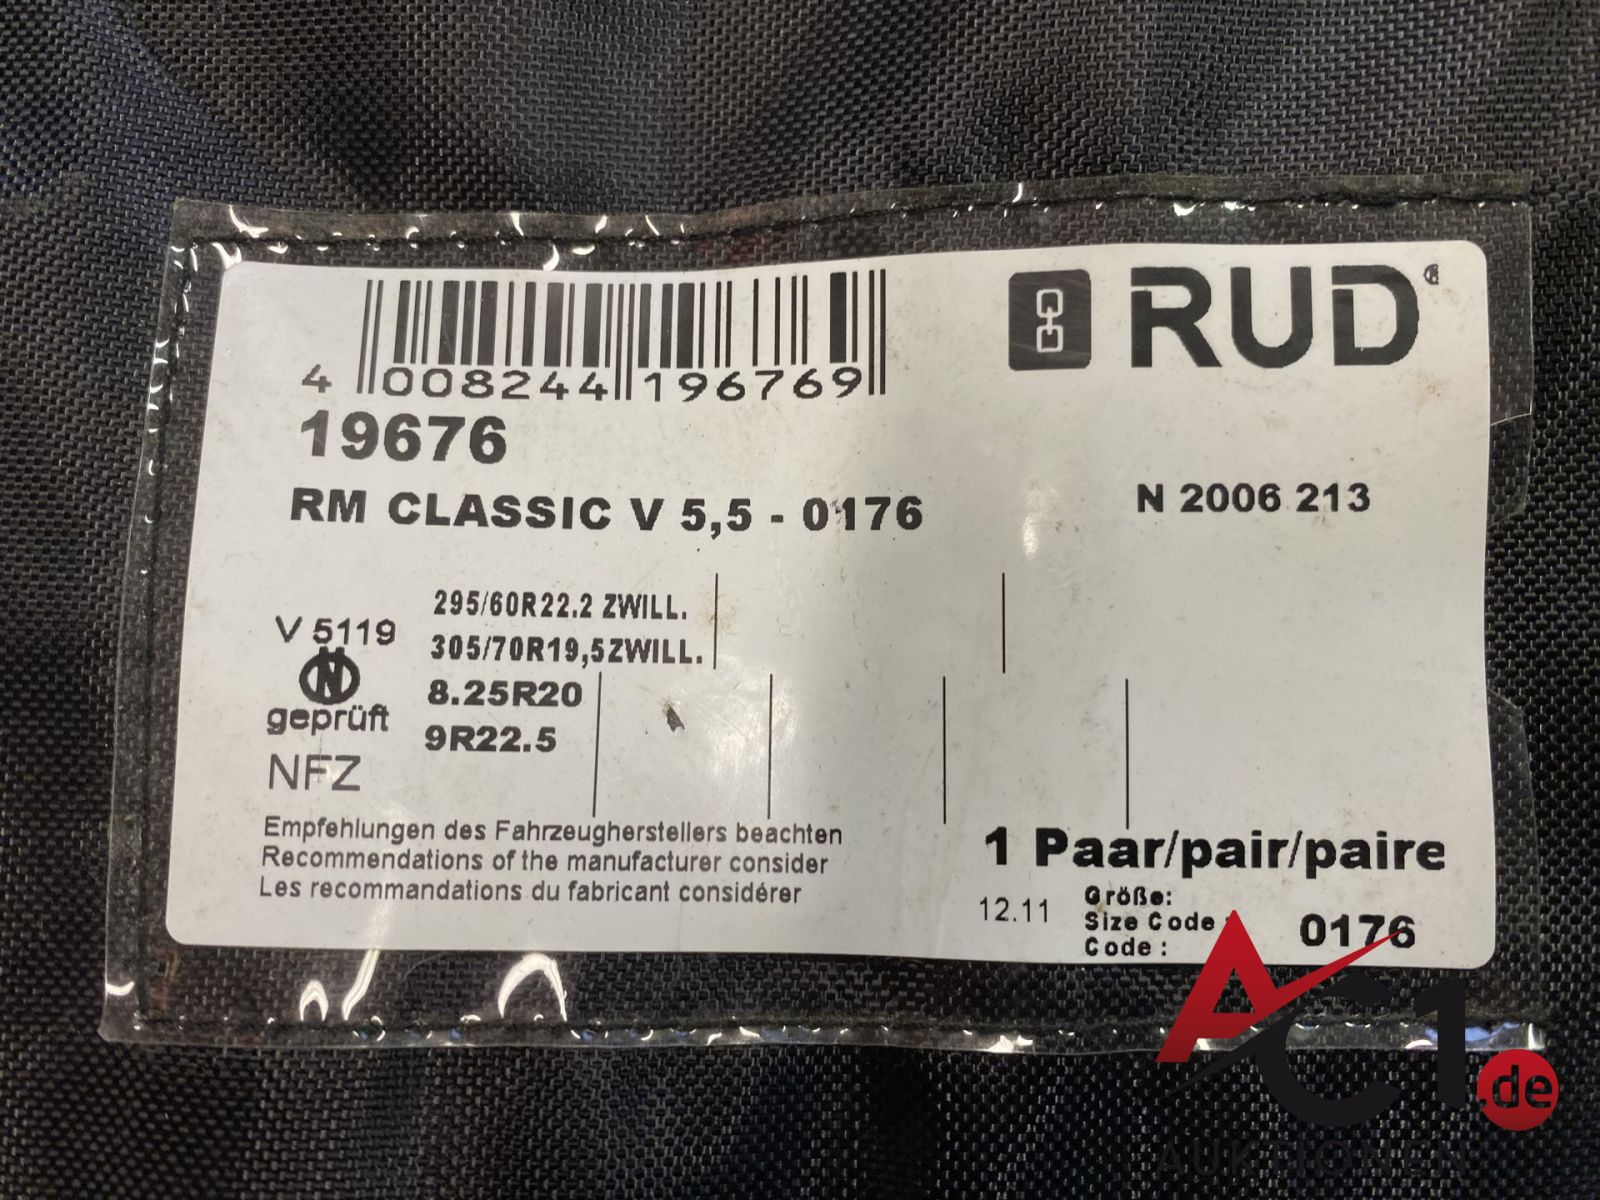 4 008244 196769
RUD
19676
RM CLASSIC V 5,5 - 0176
N 2006 213
295/60R22.2 ZWILL.
305/70R19,5ZWILL.
8.25R20
9R22.5
V 5119
N
geprüft
NFZ
Empfehlungen des Fahrzeugherstellers beachten
Recommendations of the manufacturer consider
Les recommandations du fabricant considérer
1 Paar/pair/paire
12.11
Größe:
Size Code :
Code :
0176
AC1.de
AUKTIONEN